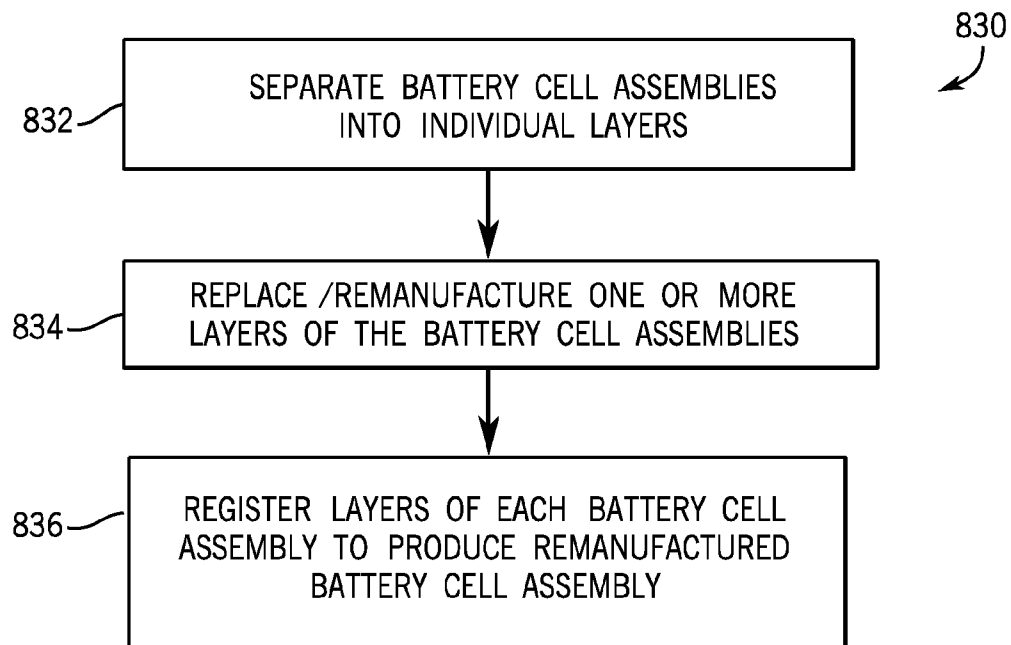 830
832
SEPARATE BATTERY CELL ASSEMBLIES
INTO INDIVIDUAL LAYERS
834
REPLACE /REMANUFACTURE ONE OR MORE
LAYERS OF THE BATTERY CELL ASSEMBLIES
836
REGISTER LAYERS OF EACH BATTERY CELL
ASSEMBLY TO PRODUCE REMANUFACTURED
BATTERY CELL ASSEMBLY